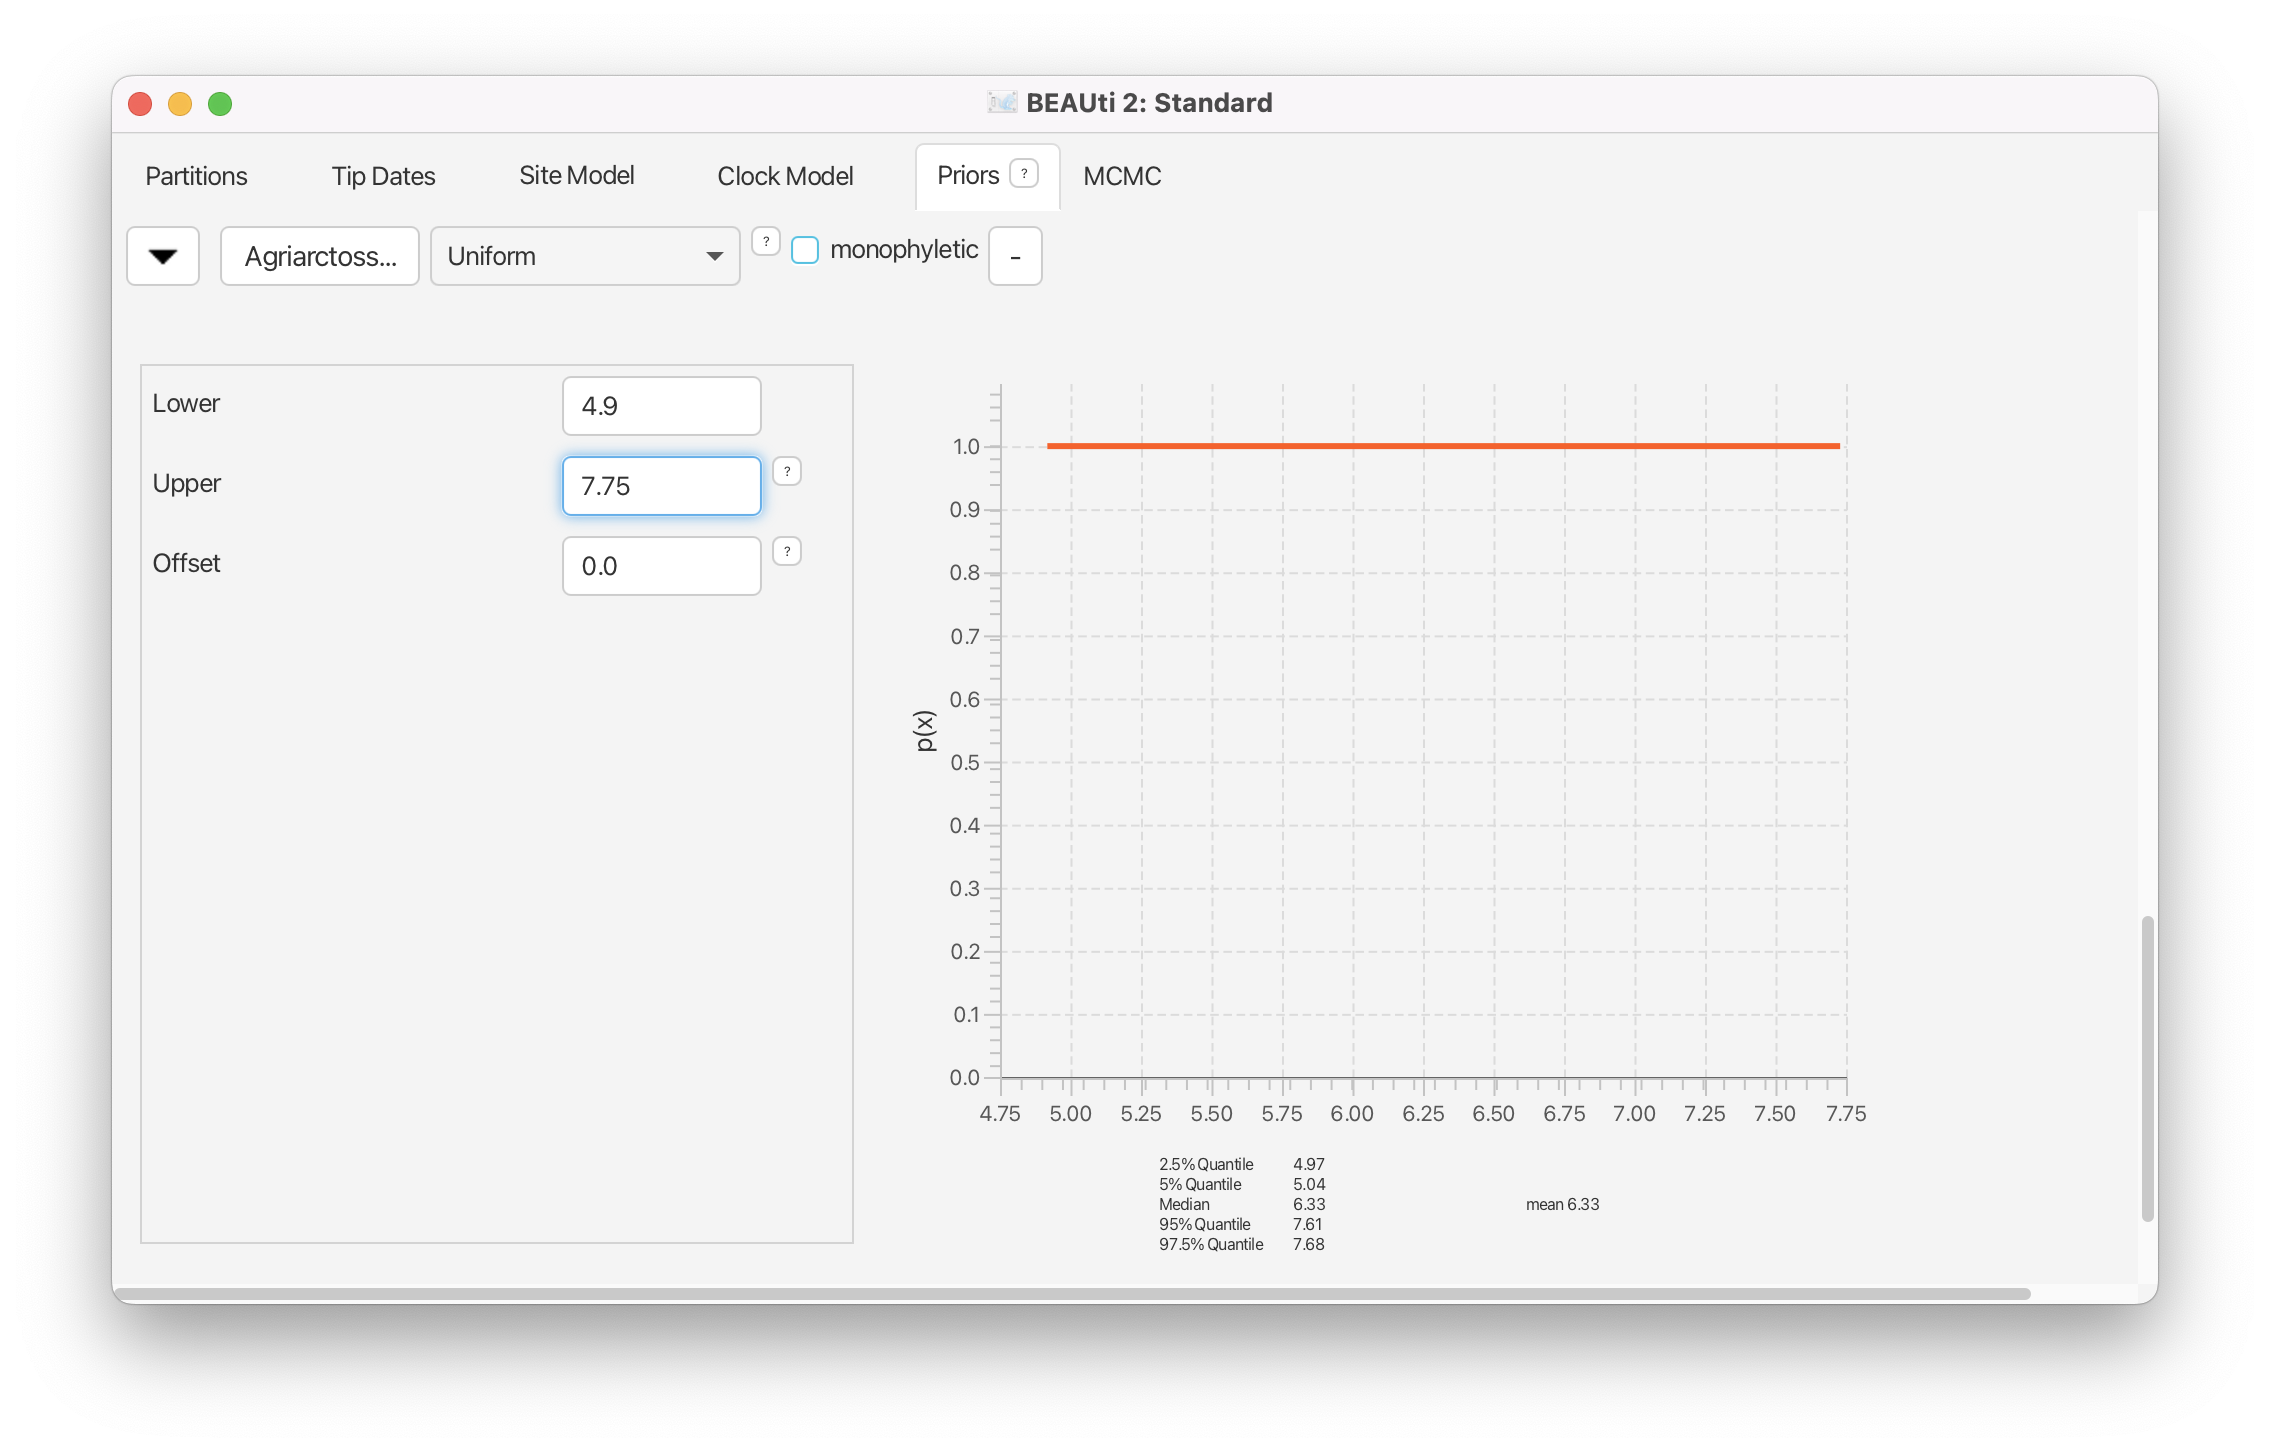 BEAUti 2: Standard
Partitions Tip Dates Site Model Clock Model Priors ? MCMC
Agriarctoss... Uniform ? monophyletic -
Lower 4.9
Upper 7.75 ?
Offset 0.0 ?
p(x)
1.0
0.9
0.8
0.7
0.6
0.5
0.4
0.3
0.2
0.1
0.0
4.75 5.00 5.25 5.50 5.75 6.00 6.25 6.50 6.75 7.00 7.25 7.50 7.75
2.5% Quantile 4.97
5% Quantile 5.04
Median 6.33 mean 6.33
95% Quantile 7.61
97.5% Quantile 7.68